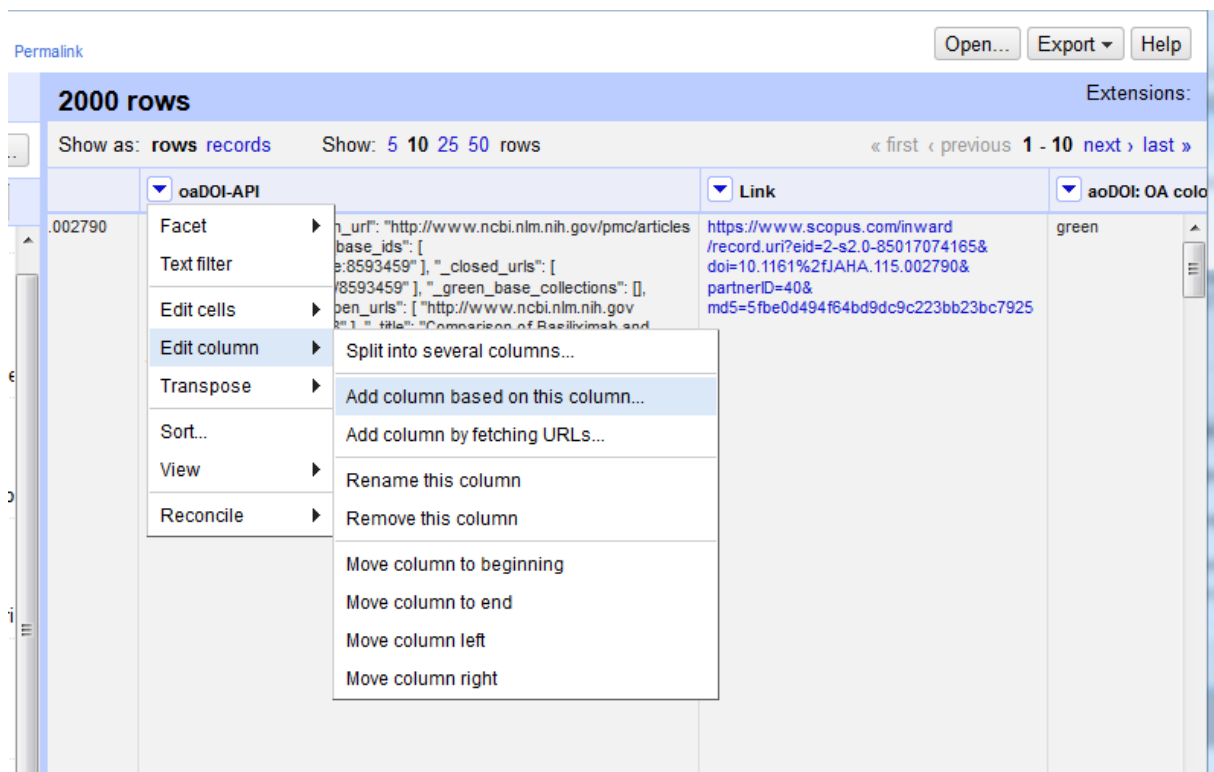 Permalink
Open... Export Help
2000 rows
Extensions:
Show as: rows records Show: 5 10 25 50 rows « first ‹ previous 1 - 10 next › last »
oaDOI-API Link aoDOI: OA colo
.002790
Facet
Text filter
Edit cells
Edit column
Transpose
Sort...
View
Reconcile
n_url": "http://www.ncbi.nlm.nih.gov/pmc/articles
base_ids": [
e:8593459" ], "_closed_urls": [
/8593459" ], "_green_base_collections": [],
pen_urls": [ "http://www.ncbi.nlm.nih.gov
"_title": "Comparison of Basiliximab and
Split into several columns...
Add column based on this column...
Add column by fetching URLs...
Rename this column
Remove this column
Move column to beginning
Move column to end
Move column left
Move column right
https://www.scopus.com/inward
/record.uri?eid=2-s2.0-85017074165&
doi=10.1161%2fJAHA.115.002790&
partnerID=40&
md5=5fbe0d494f64bd9dc9c223bb23bc7925
green